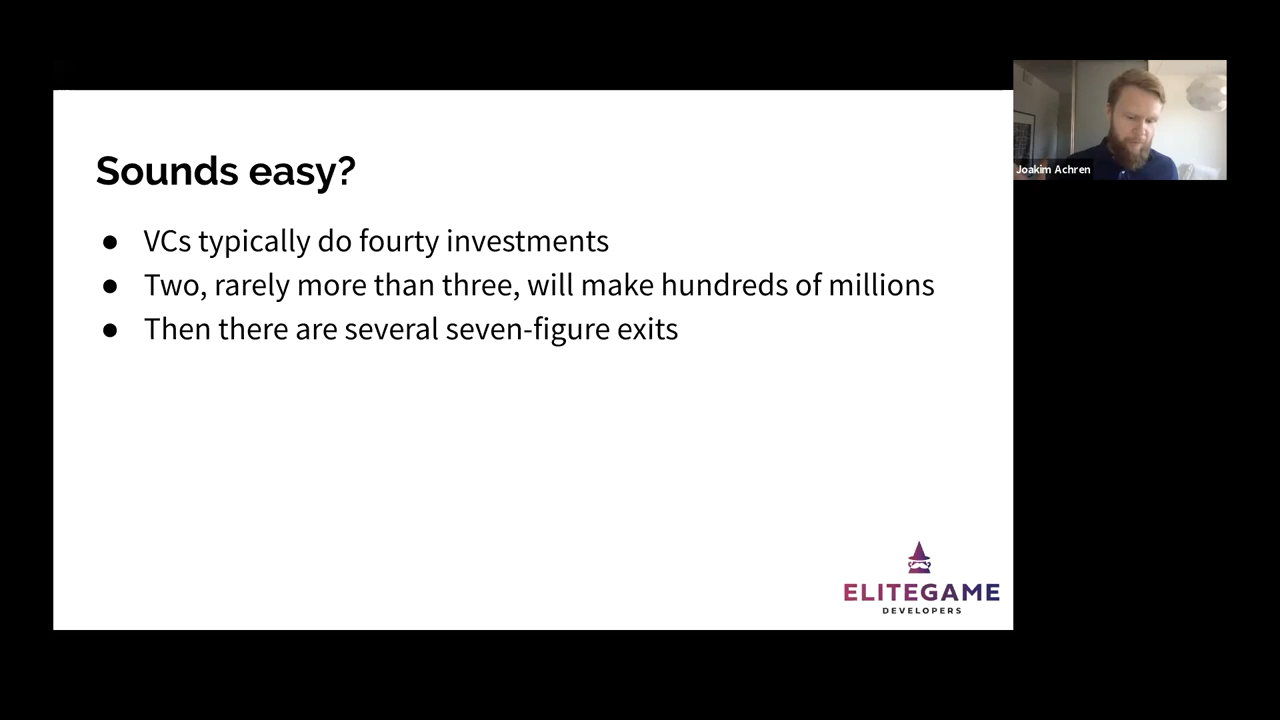 Sounds easy?
● VCs typically do fourty investments
● Two, rarely more than three, will make hundreds of millions
● Then there are several seven-figure exits
Joakim Achren
ELITEGAME
DEVELOPERS